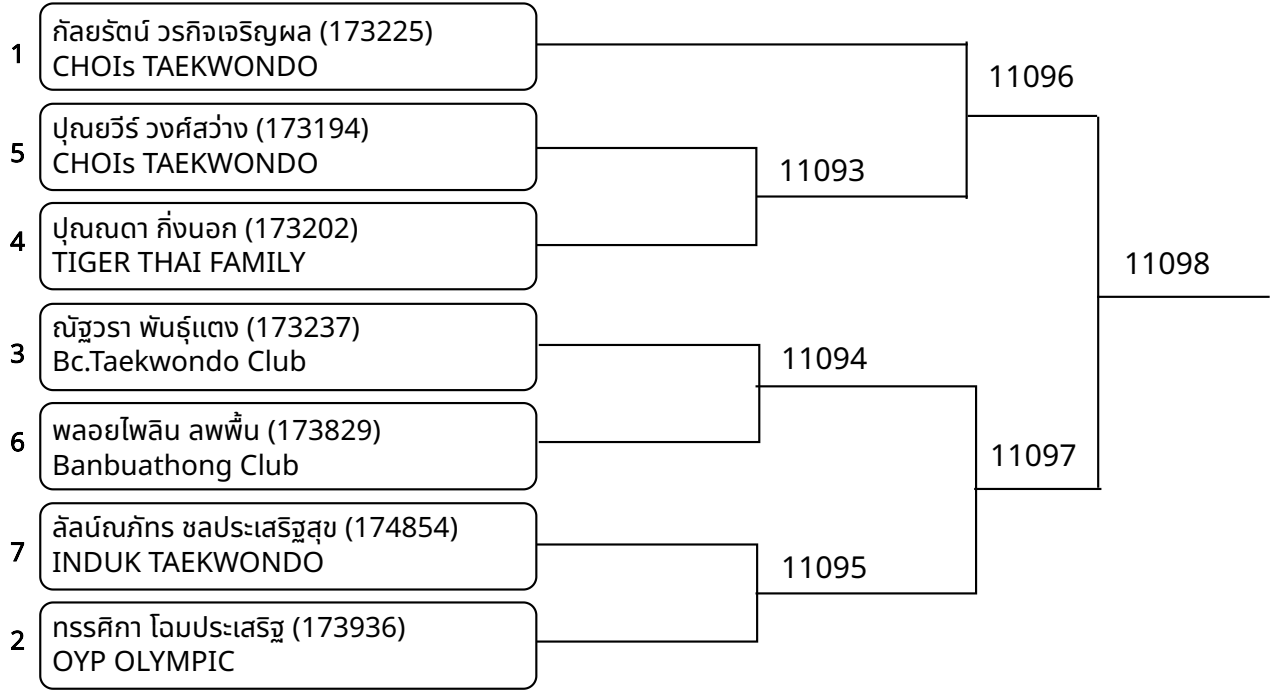 1
กัลยรัตน์ วรกิจเจริญผล (173225)
CHOIs TAEKWONDO
5
ปุณยวีร์ วงศ์สว่าง (173194)
CHOIs TAEKWONDO
4
ปุณณดา กิ่งนอก (173202)
TIGER THAI FAMILY
3
ณัฐวรา พันธุ์แตง (173237)
Bc.Taekwondo Club
6
พลอยไพลิน ลพพื้น (173829)
Banbuathong Club
7
ลัลน์ณภัทร ชลประเสริฐสุข (174854)
INDUK TAEKWONDO
2
ทรรศิกา โฉมประเสริฐ (173936)
OYP OLYMPIC
11093
11094
11095
11096
11097
11098